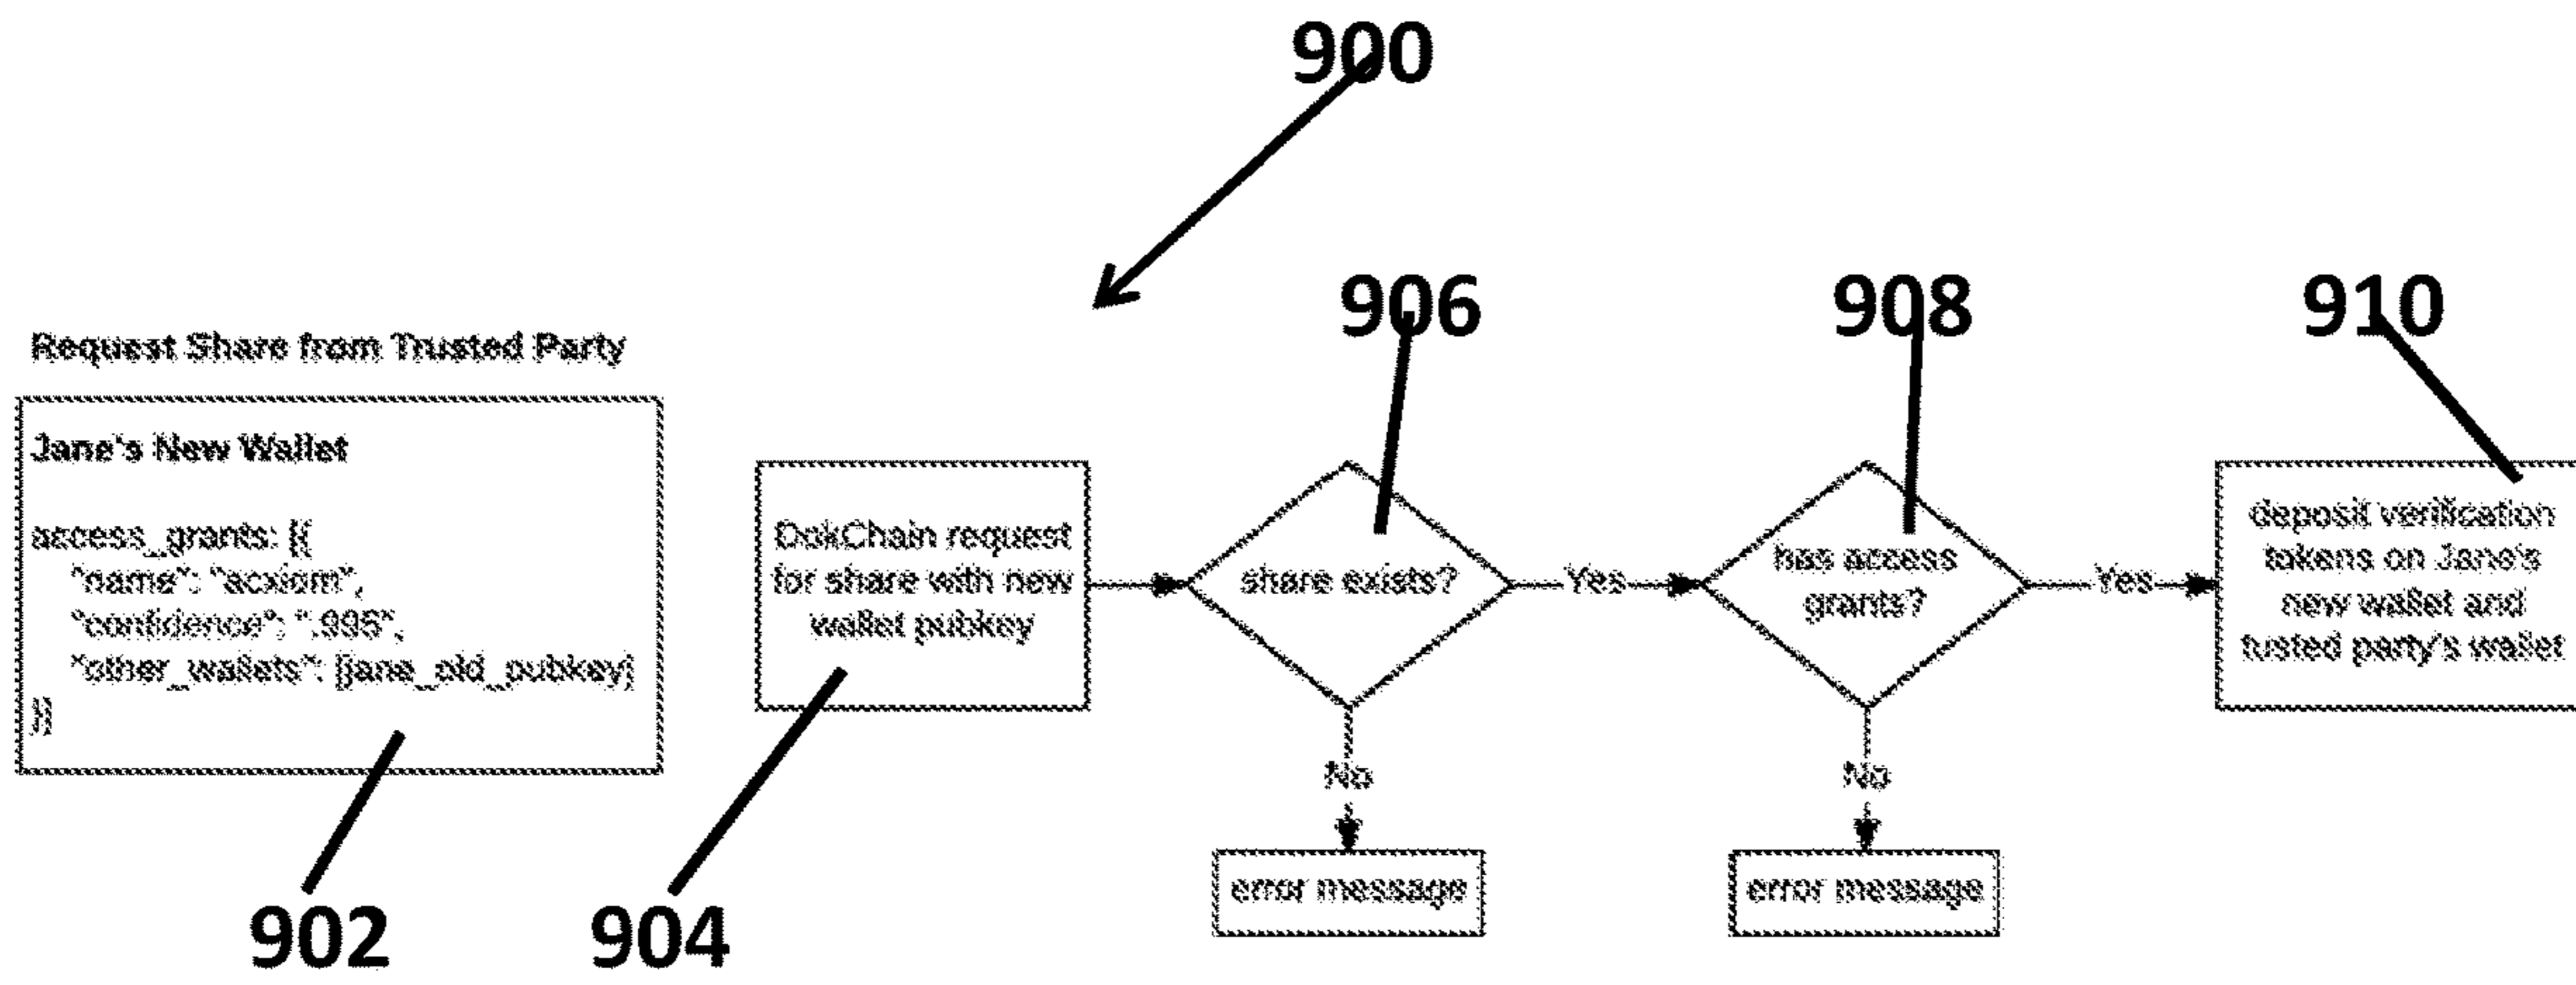 900
906
908
910
Request Share from Trusted Party
Jane's New Wallet
access_grants: [{
"name": "acxiom",
"confidence": ".995",
"other_wallets": [jane_old_pubkey]
}]
DokChain request
for share with new
wallet pubkey
share exists?
Yes
has access
grants?
Yes
deposit verification
tokens on Jane's
new wallet and
tusted party's wallet
No
No
error message
error message
902
904